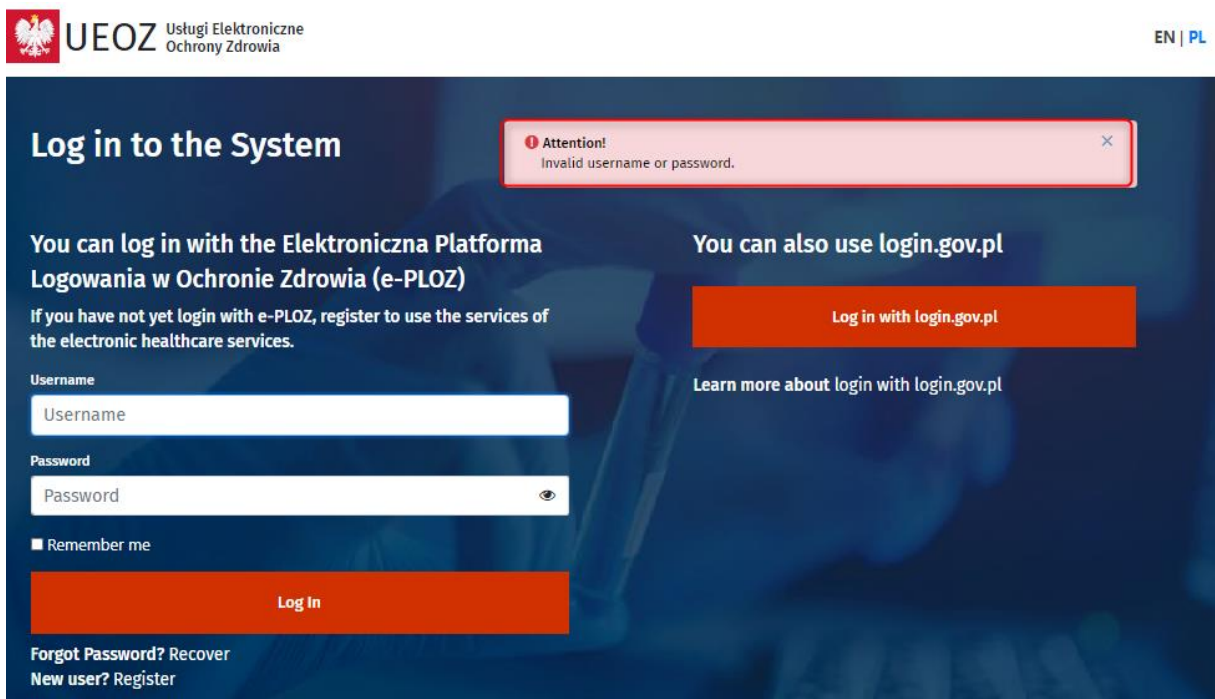 UEOZ Usługi Elektroniczne
Ochrony Zdrowia
EN | PL
Log in to the System
Attention!
Invalid username or password.
×
You can log in with the Elektroniczna Platforma
Logowania w Ochronie Zdrowia (e-PLOZ)
If you have not yet login with e-PLOZ, register to use the services of
the electronic healthcare services.
Username
Username
Password
Password
Remember me
Log In
Forgot Password? Recover
New user? Register
You can also use login.gov.pl
Log in with login.gov.pl
Learn more about login with login.gov.pl